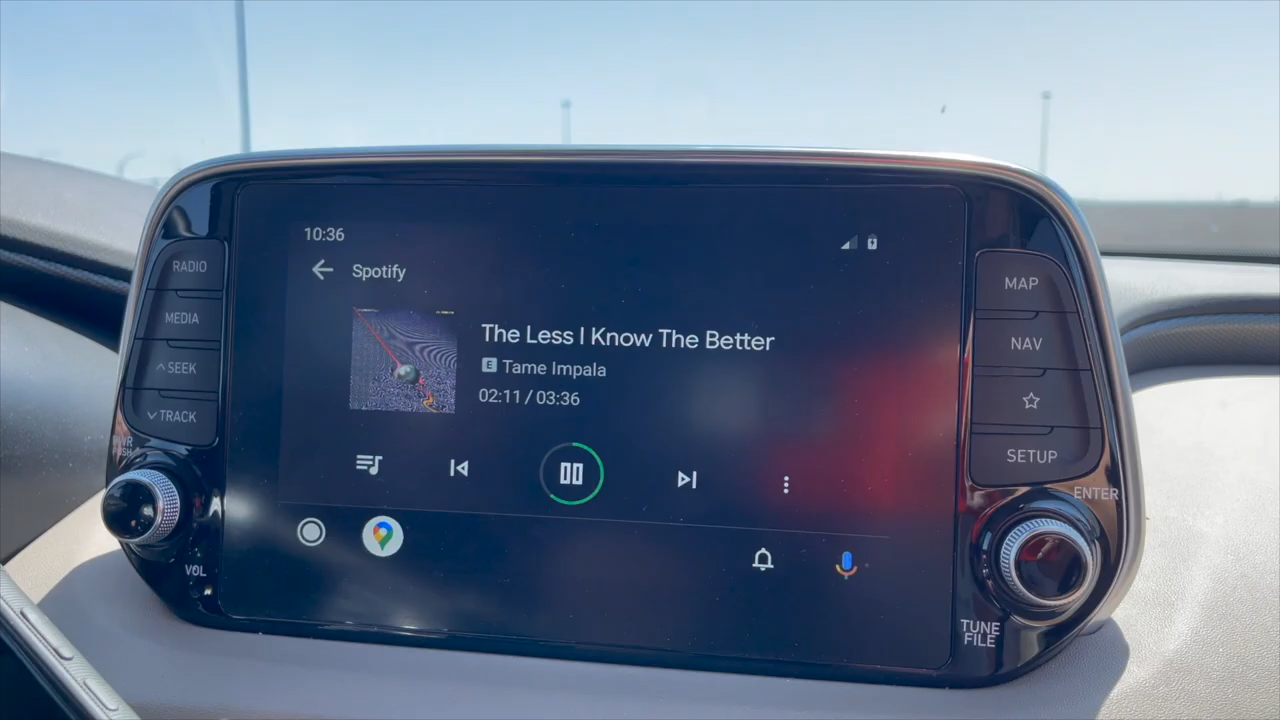 RADIO
MEDIA
SEEK
TRACK
VOL
10:36
Spotify
The Less I Know The Better
E Tame Impala
02:11 / 03:36
MAP
NAV
SETUP
ENTER
TUNE
FILE